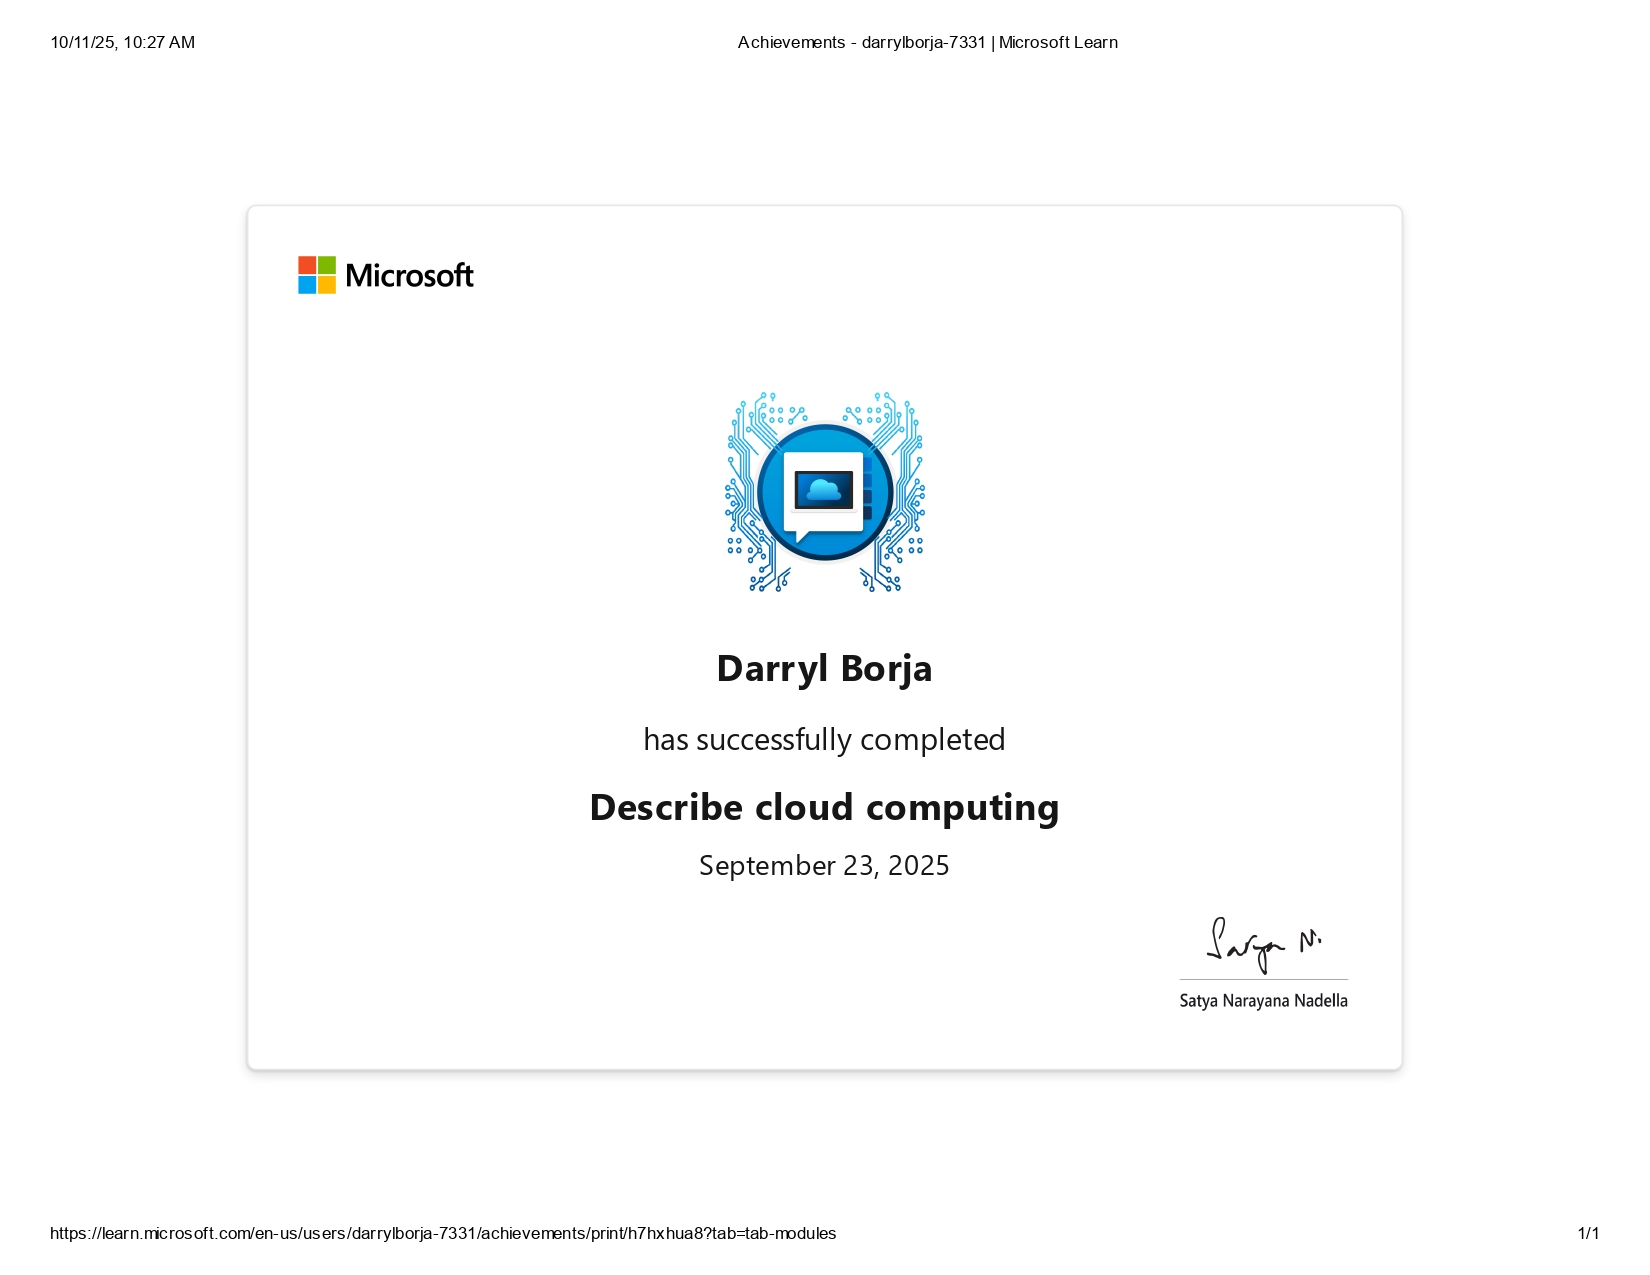 10/11/25, 10:27 AM
Achievements - darrylborja-7331 | Microsoft Learn
Microsoft
Darryl Borja
has successfully completed
Describe cloud computing
September 23, 2025
Satya N.
Satya Narayana Nadella
https://learn.microsoft.com/en-us/users/darrylborja-7331/achievements/print/h7hxhua8?tab=tab-modules
1/1